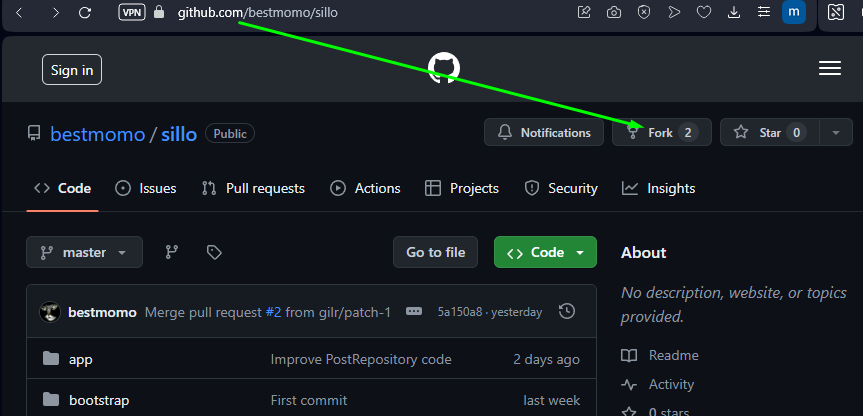 VPN github.com/bestmomo/sillo m
Sign in
bestmomo / sillo Public Notifications Fork 2 Star 0
Code Issues Pull requests Actions Projects Security Insights
master Go to file Code About
No description, website, or topics
provided.
bestmomo Merge pull request #2 from gilr/patch-1 5a150a8 · yesterday
Readme
app Improve PostRepository code 2 days ago
Activity
bootstrap First commit last week
0 stars